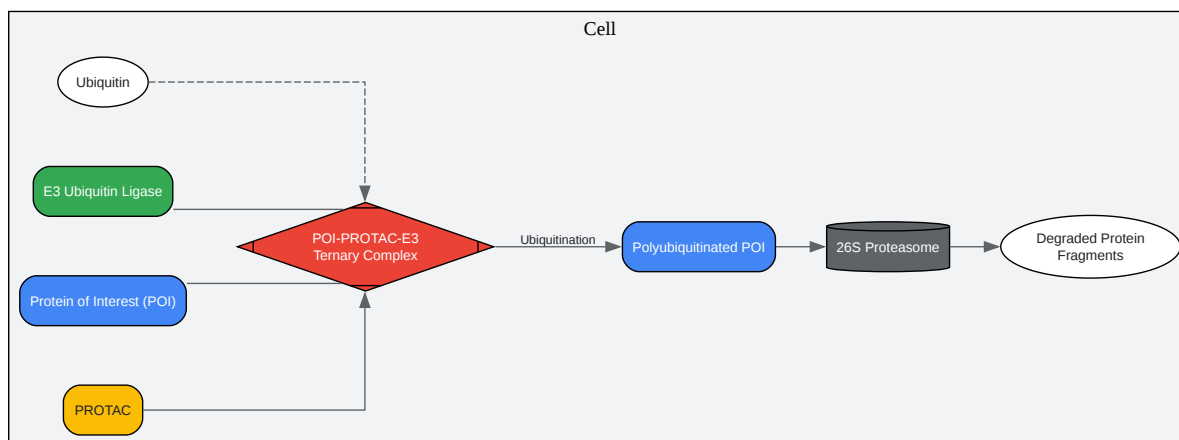 Cell
Ubiquitin
E3 Ubiquitin Ligase
Protein of Interest (POI)
PROTAC
POI-PROTAC-E3
Ternary Complex
Ubiquitination
Polyubiquitinated POI
26S Proteasome
Degraded Protein
Fragments